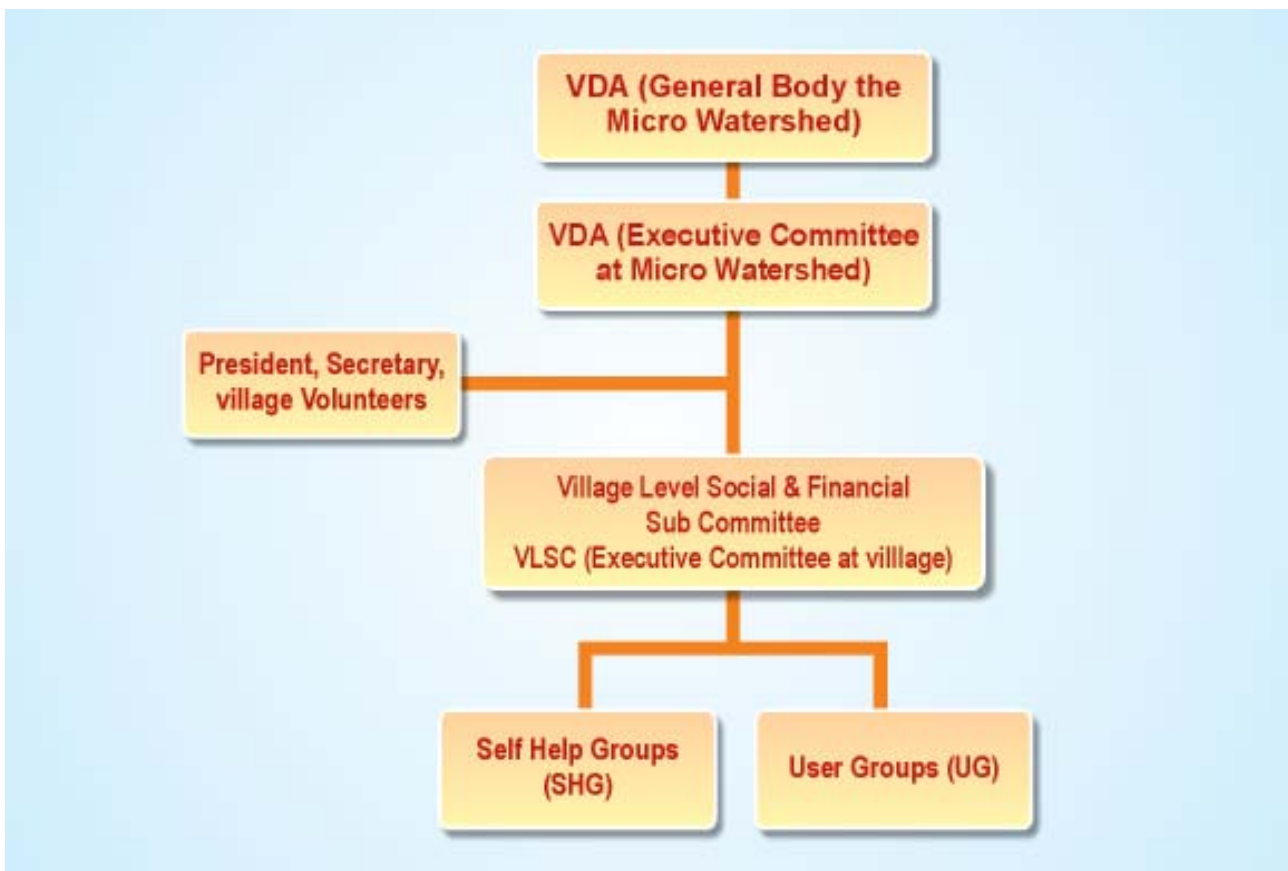 VDA (General Body the
Micro Watershed)
VDA (Executive Committee
at Micro Watershed)
President, Secretary,
village Volunteers
Village Level Social & Financial
Sub Committee
VLSC (Executive Committee at villlage)
Self Help Groups
(SHG)
User Groups (UG)